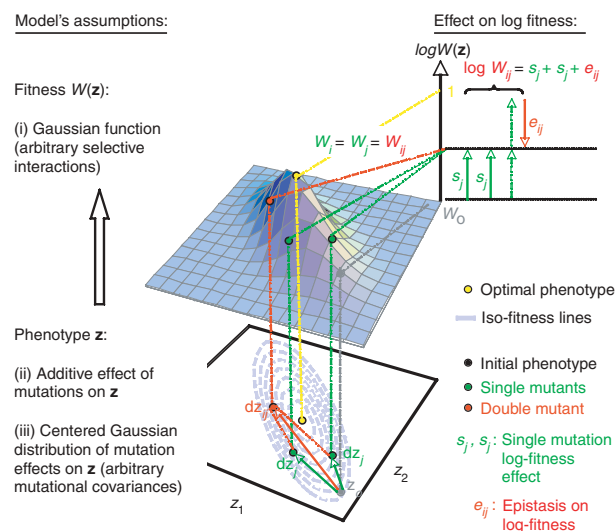 Model's assumptions:
Effect on log fitness:
logW(z)
log W_ij = s_j + s_j + e_ij
Fitness W(z):
(i) Gaussian function
(arbitrary selective
interactions)
1
W_i = W_j = W_ij
e_ij
s_j
s_j
W_0
Optimal phenotype
Iso-fitness lines
Phenotype z:
(ii) Additive effect of
mutations on z
(iii) Centered Gaussian
distribution of mutation
effects on z (arbitrary
mutational covariances)
Initial phenotype
Single mutants
Double mutant
s_j , s_j : Single mutation
log-fitness
effect
e_ij : Epistasis on
log-fitness
dz_ij
dz_j
dz_j
z_o
z_1
z_2